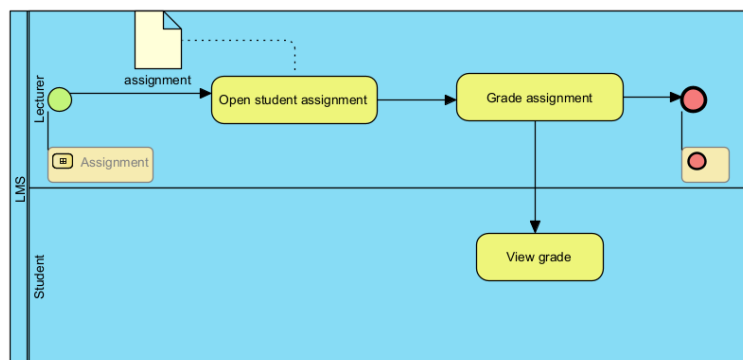 LMS
Lecturer
assignment
Open student assignment
Grade assignment
Assignment
Student
View grade